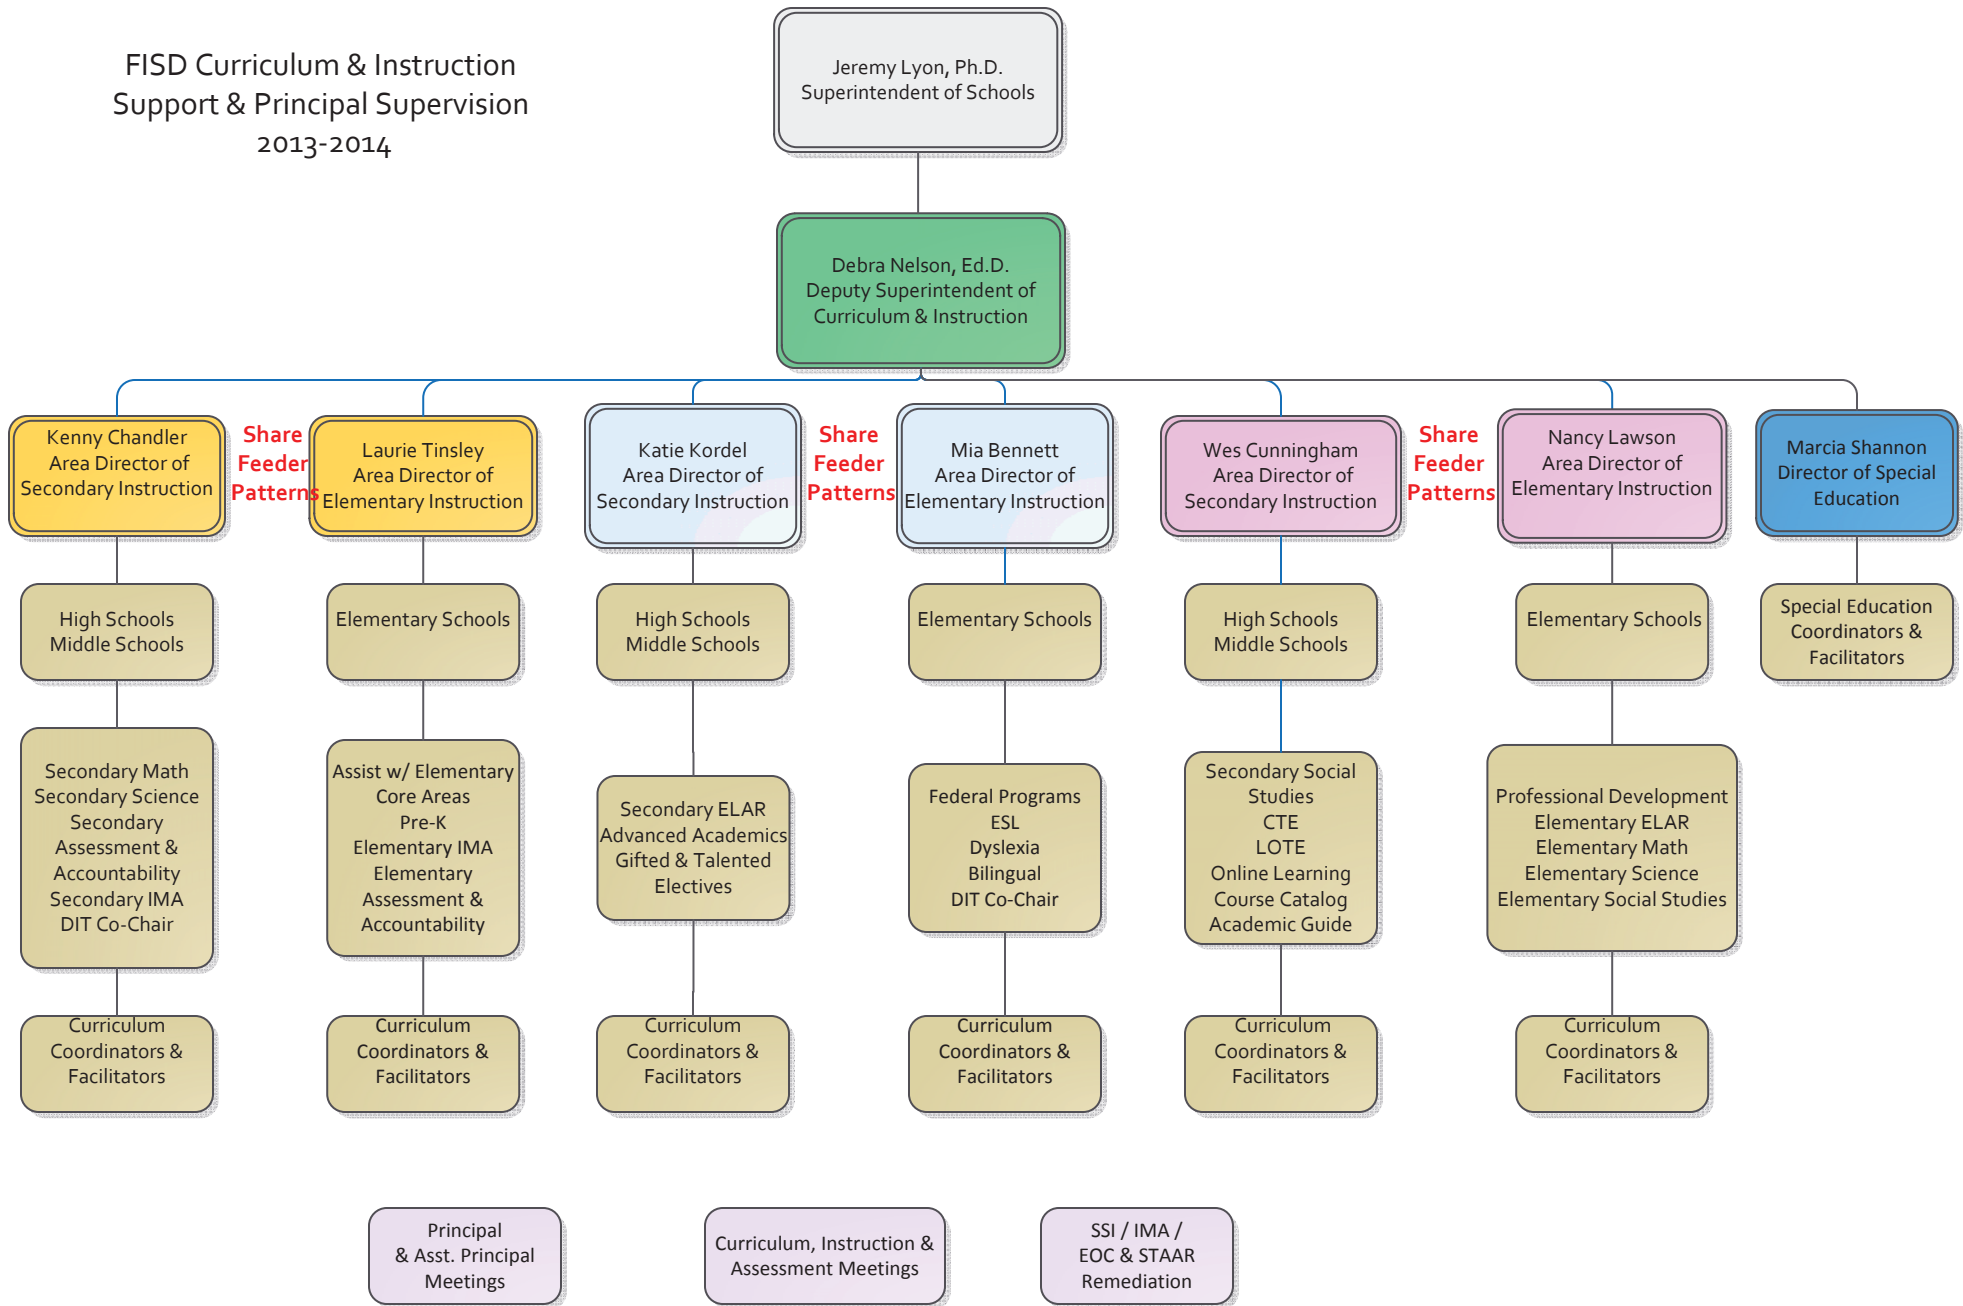 FISD Curriculum & Instruction
Support & Principal Supervision
2013-2014
Jeremy Lyon, Ph.D.
Superintendent of Schools
Debra Nelson, Ed.D.
Deputy Superintendent of
Curriculum & Instruction
Kenny Chandler
Area Director of
Secondary Instruction
Share
Feeder
Patterns
Laurie Tinsley
Area Director of
Elementary Instruction
Katie Kordel
Area Director of
Secondary Instruction
Share
Feeder
Patterns
Mia Bennett
Area Director of
Elementary Instruction
Wes Cunningham
Area Director of
Secondary Instruction
Share
Feeder
Patterns
Nancy Lawson
Area Director of
Elementary Instruction
Marcia Shannon
Director of Special
Education
High Schools
Middle Schools
Elementary Schools
High Schools
Middle Schools
Elementary Schools
High Schools
Middle Schools
Elementary Schools
Special Education
Coordinators &
Facilitators
Secondary Math
Secondary Science
Secondary
Assessment &
Accountability
Secondary IMA
DIT Co-Chair
Assist w/ Elementary
Core Areas
Pre-K
Elementary IMA
Elementary
Assessment &
Accountability
Secondary ELAR
Advanced Academics
Gifted & Talented
Electives
Federal Programs
ESL
Dyslexia
Bilingual
DIT Co-Chair
Secondary Social
Studies
CTE
LOTE
Online Learning
Course Catalog
Academic Guide
Professional Development
Elementary ELAR
Elementary Math
Elementary Science
Elementary Social Studies
Curriculum
Coordinators &
Facilitators
Curriculum
Coordinators &
Facilitators
Curriculum
Coordinators &
Facilitators
Curriculum
Coordinators &
Facilitators
Curriculum
Coordinators &
Facilitators
Curriculum
Coordinators &
Facilitators
Principal
& Asst. Principal
Meetings
Curriculum, Instruction &
Assessment Meetings
SSI / IMA /
EOC & STAAR
Remediation